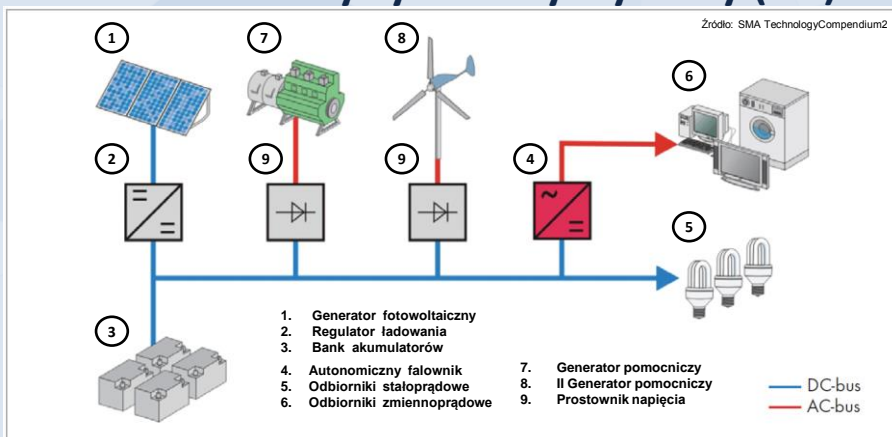 Źródło: SMA TechnologyCompendium2
1
7
8
6
2
9
9
4
5
3
1. Generator fotowoltaiczny
2. Regulator ładowania
3. Bank akumulatorów
4. Autonomiczny falownik
5. Odbiorniki stałoprądowe
6. Odbiorniki zmiennoprądowe
7. Generator pomocniczy
8. II Generator pomocniczy
9. Prostownik napięcia
DC-bus
AC-bus